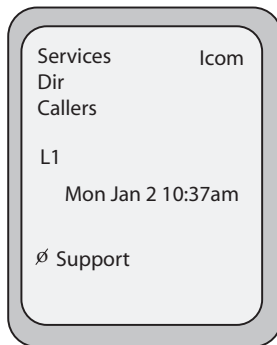 Services Icom
Dir
Callers
L1
Mon Jan 2 10:37am
ø Support